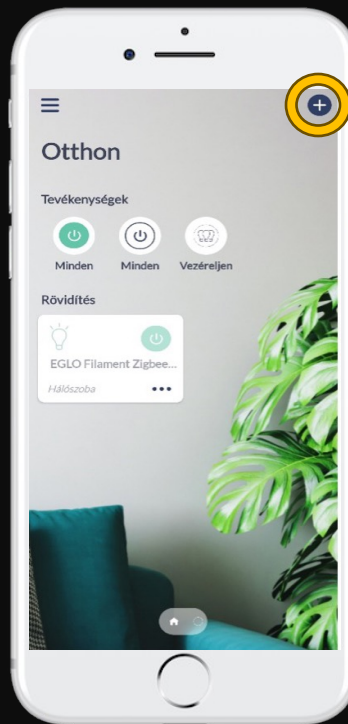 Otthon
Tevékenységek
Minden Minden Vezéreljen
Rövidítés
EGLO Filament Zigbee...
Hálószoba